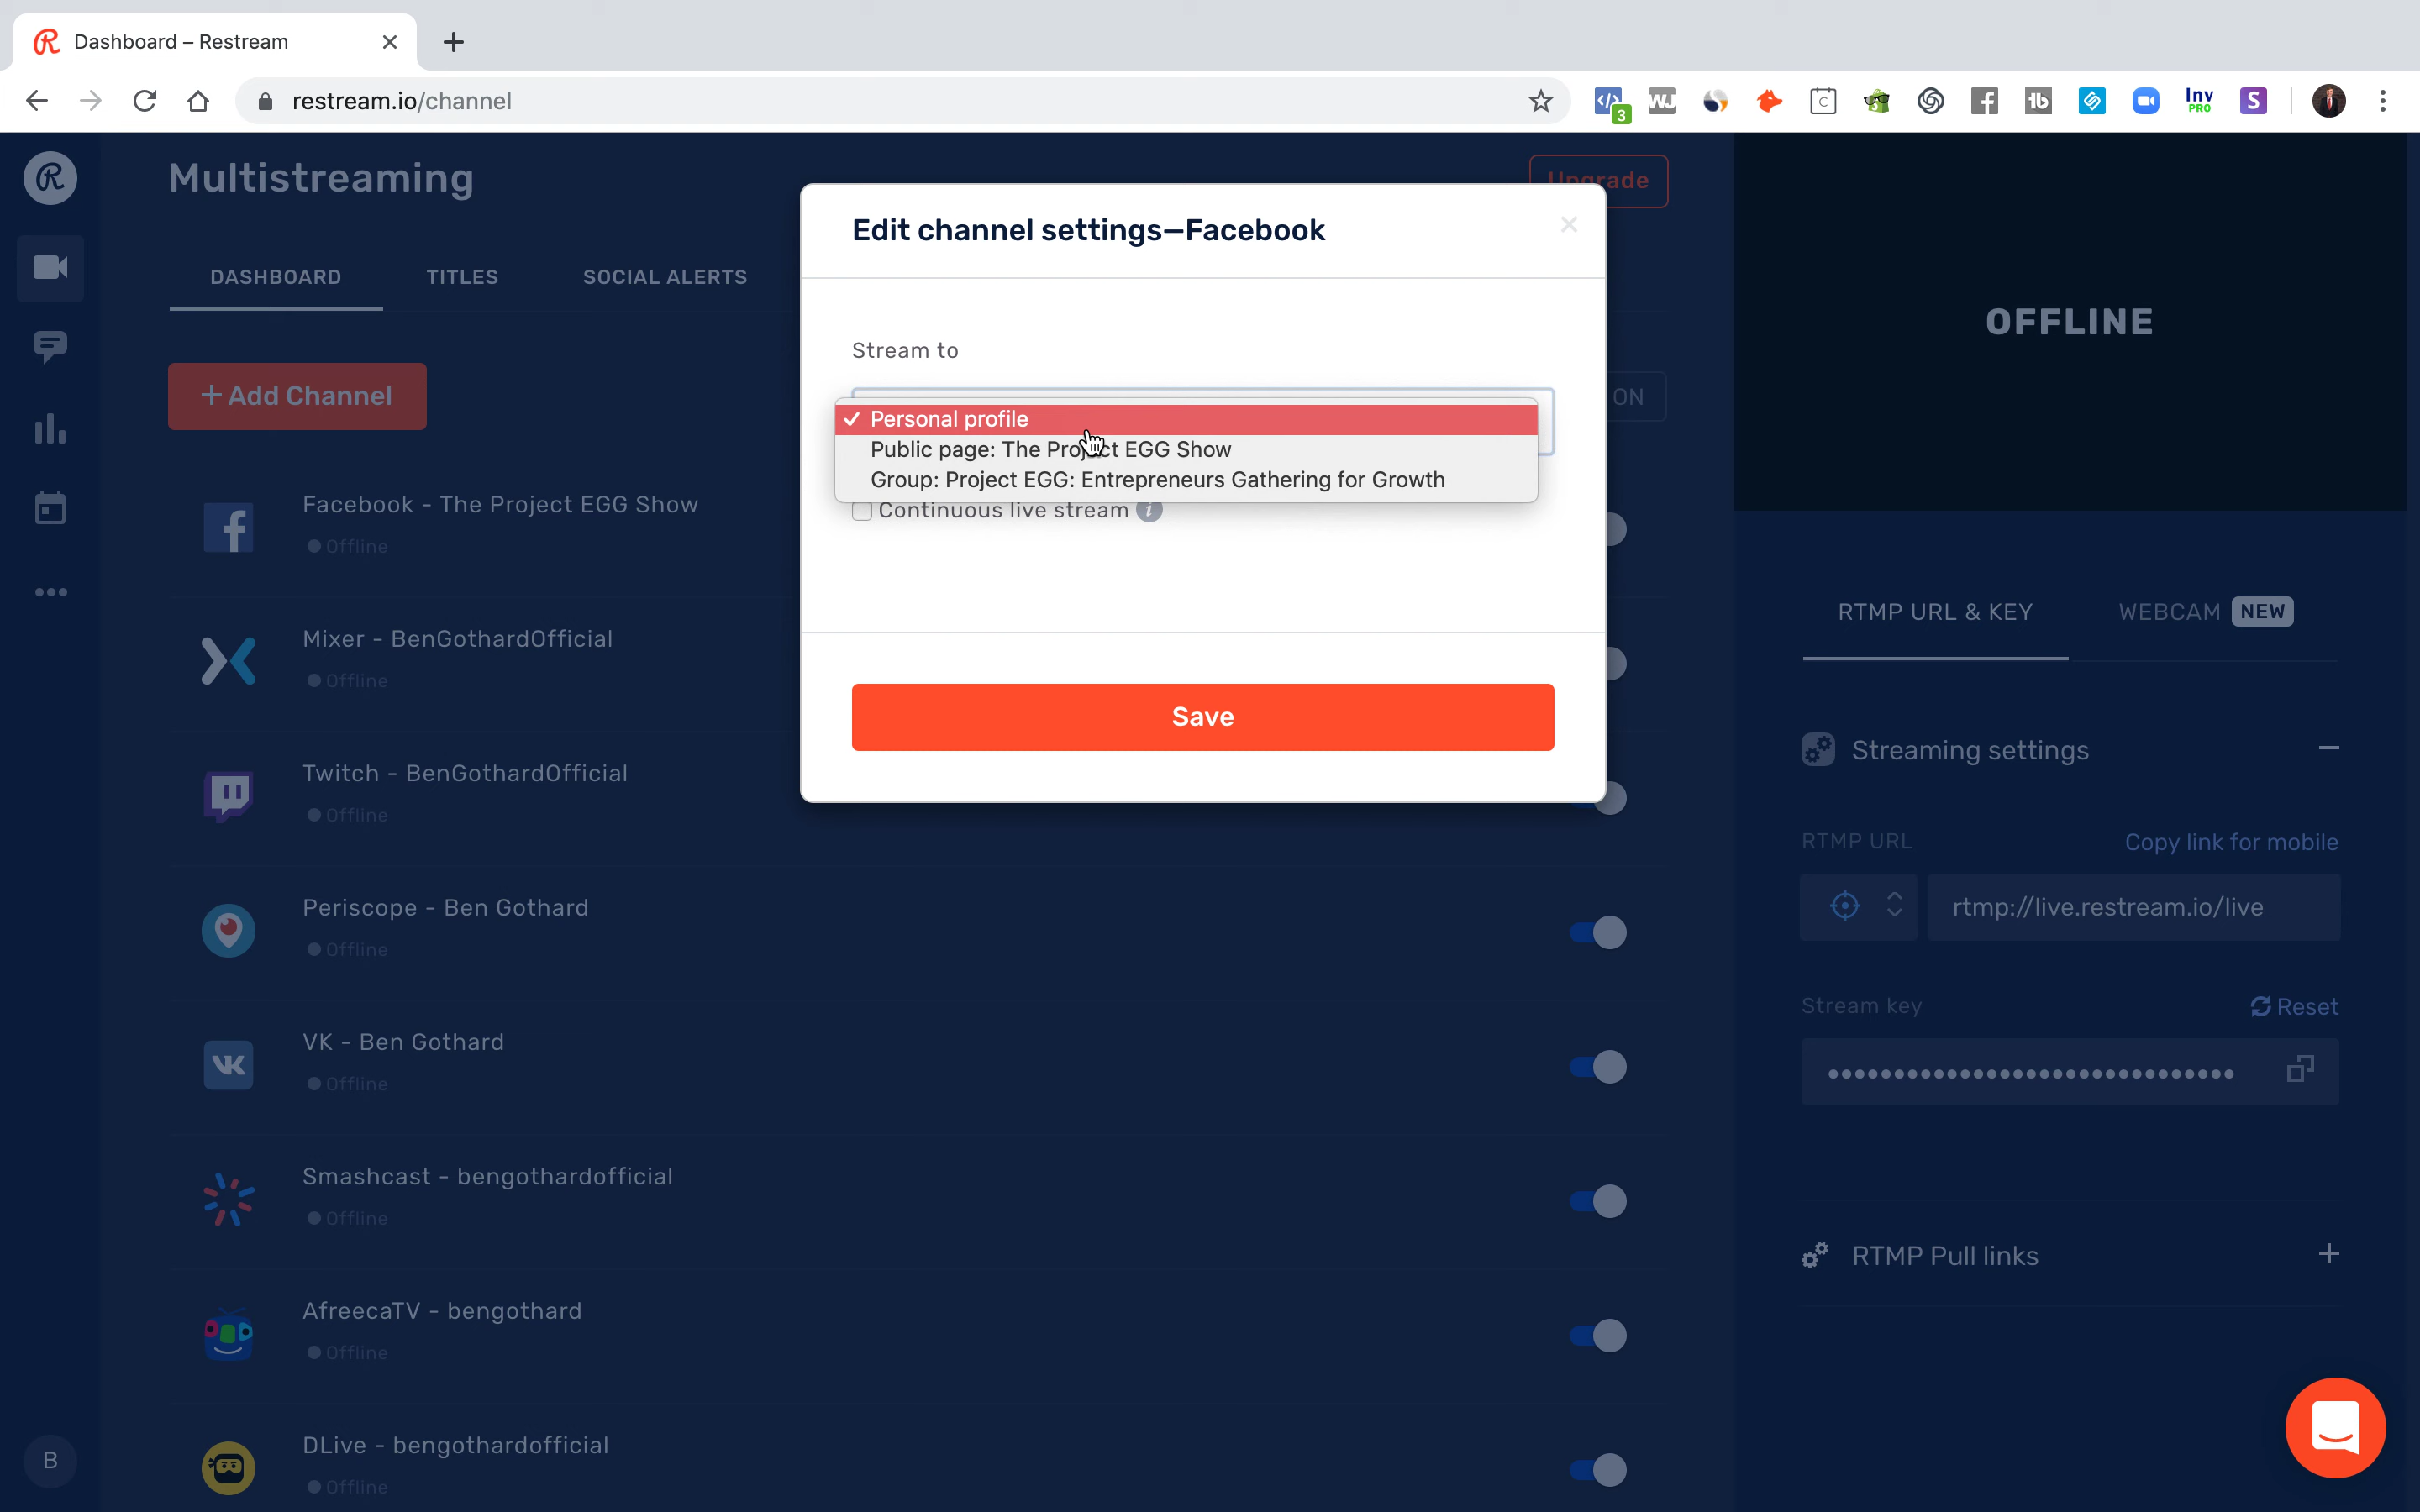 Dashboard – Restream
restream.io/channel
3
Inv
PRO
Multistreaming
Upgrade
DASHBOARD
TITLES
SOCIAL ALERTS
+ Add Channel
ON
Edit channel settings—Facebook
Stream to
✓ Personal profile
Public page: The Project EGG Show
Group: Project EGG: Entrepreneurs Gathering for Growth
Continuous live stream
Save
Facebook - The Project EGG Show
Offline
Mixer - BenGothardOfficial
Offline
Twitch - BenGothardOfficial
Offline
Periscope - Ben Gothard
Offline
VK - Ben Gothard
Offline
Smashcast - bengothardofficial
Offline
AfreecaTV - bengothard
Offline
DLive - bengothardofficial
Offline
B
OFFLINE
RTMP URL & KEY
WEBCAM NEW
Streaming settings
RTMP URL
Copy link for mobile
rtmp://live.restream.io/live
Stream key
Reset
RTMP Pull links